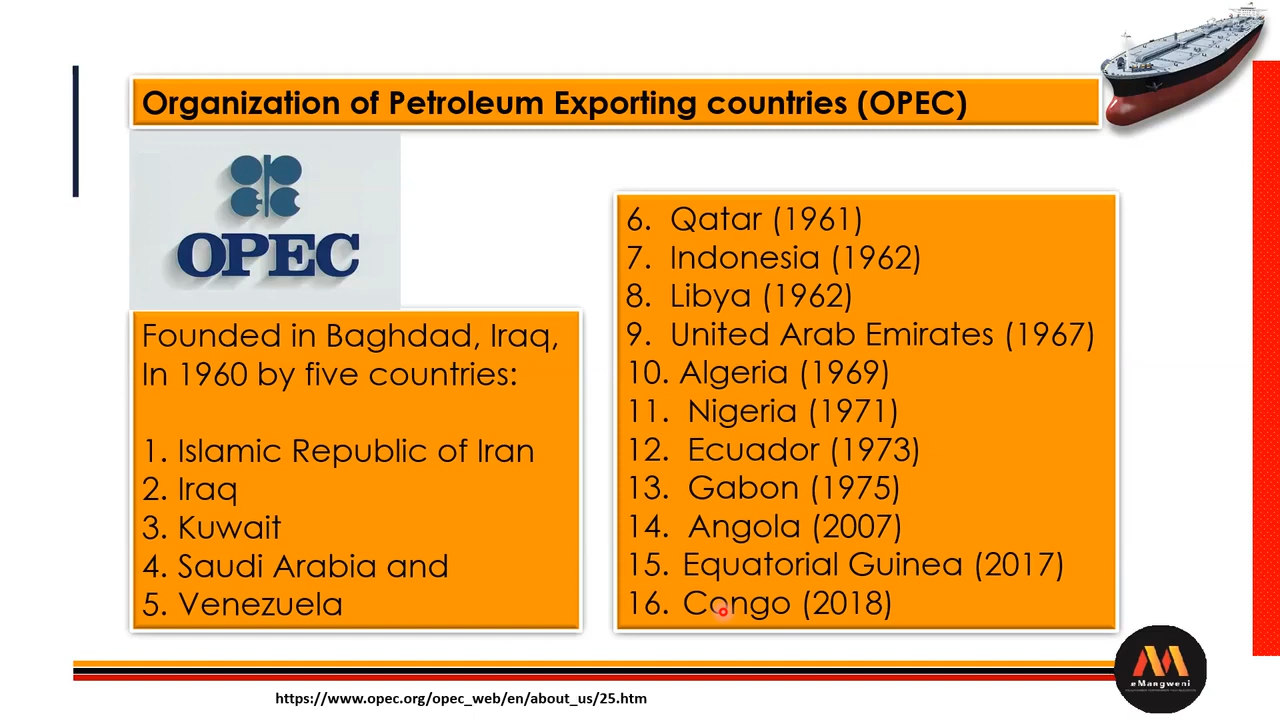 Organization of Petroleum Exporting countries (OPEC)
OPEC
Founded in Baghdad, Iraq,
In 1960 by five countries:
1. Islamic Republic of Iran
2. Iraq
3. Kuwait
4. Saudi Arabia and
5. Venezuela
6. Qatar (1961)
7. Indonesia (1962)
8. Libya (1962)
9. United Arab Emirates (1967)
10. Algeria (1969)
11. Nigeria (1971)
12. Ecuador (1973)
13. Gabon (1975)
14. Angola (2007)
15. Equatorial Guinea (2017)
16. Congo (2018)
eMangweni
https://www.opec.org/opec_web/en/about_us/25.htm